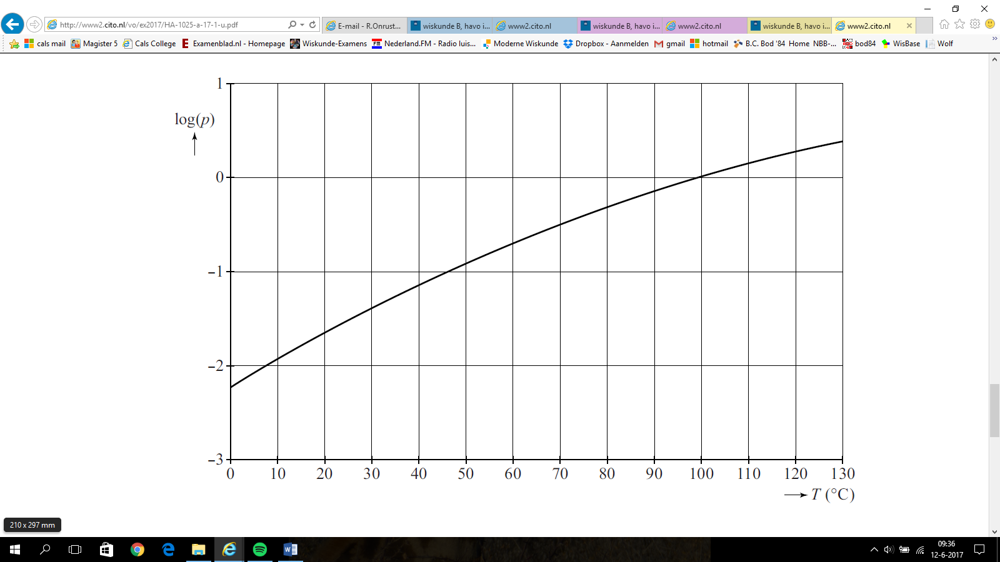 http://www2.cito.nl/vo/ex2017/HA-1025-a-17-1-u.pdf
E-mail - R.Onrust...
wiskunde B, havo i...
www2.cito.nl
wiskunde B, havo i...
www2.cito.nl
wiskunde B, havo i...
www2.cito.nl
cals mail
Magister 5
Cals College
Examenblad.nl - Homepage
Wiskunde-Examens
Nederland.FM - Radio luis...
Moderne Wiskunde
Dropbox - Aanmelden
gmail
hotmail
B.C. Bod '84 Home NBB-...
bod84
WisBase
Wolf
1
log(p)
0
−1
−2
−3
0 10 20 30 40 50 60 70 80 90 100 110 120 130
T (°C)
210 x 297 mm
09:36
12-6-2017